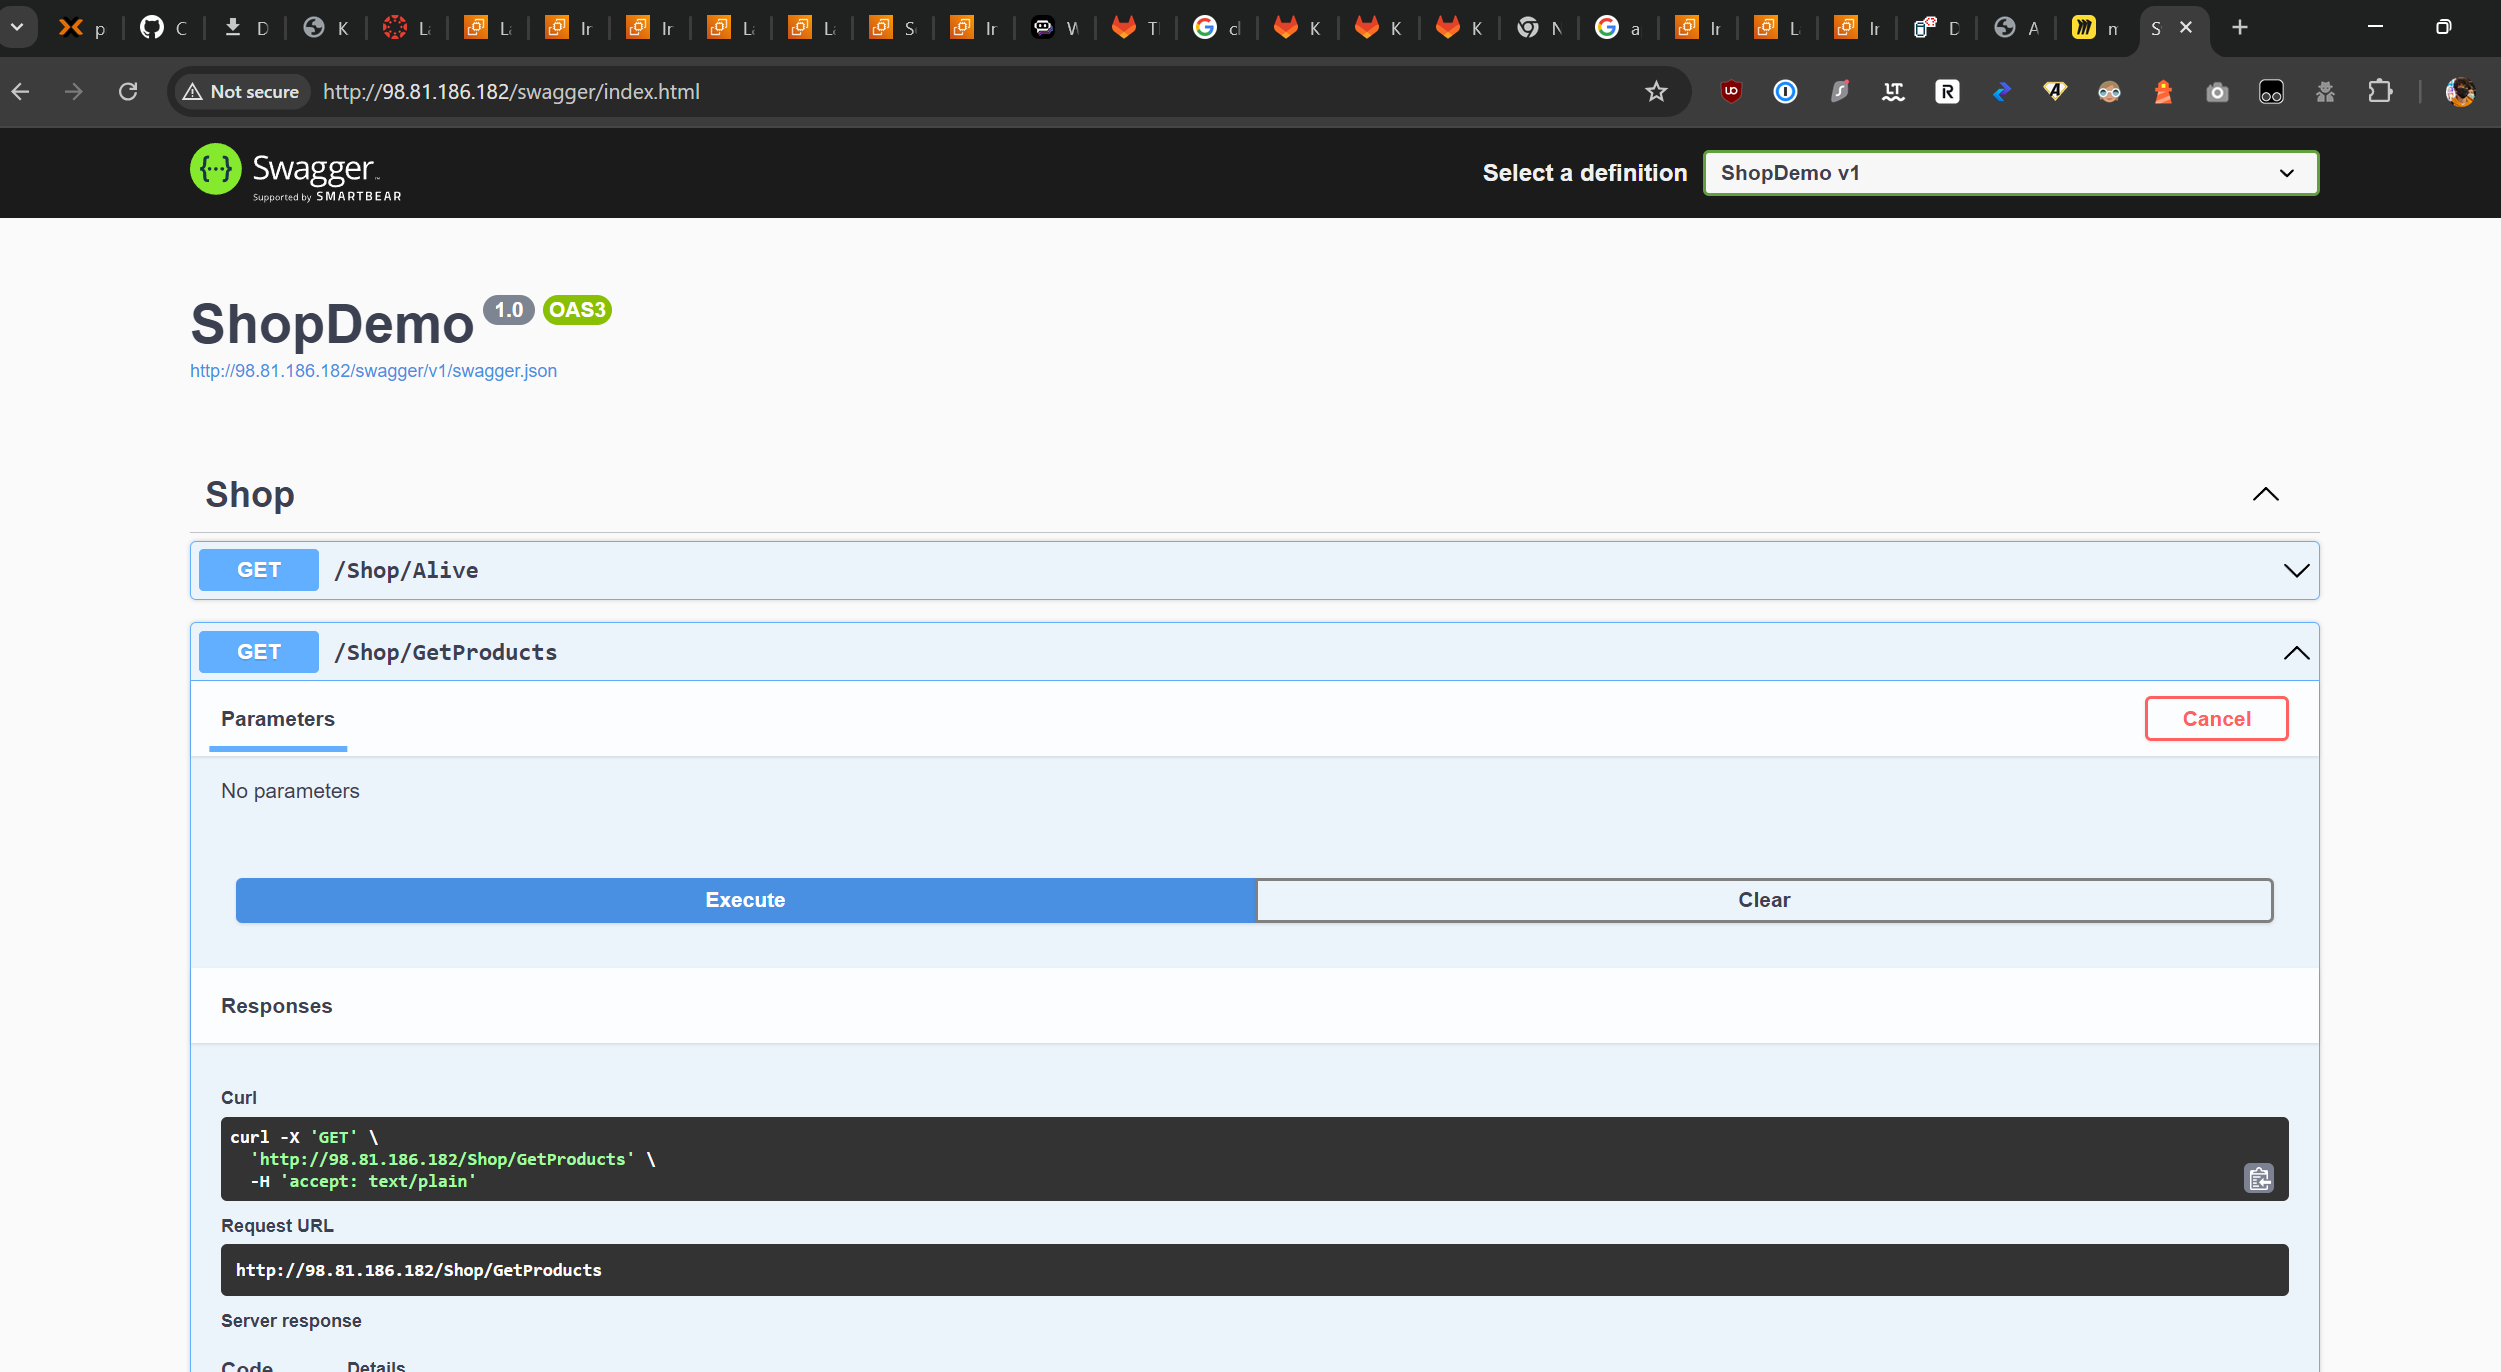 p C D K L Ir Ir L L S Ir W T cl K K K N a Ir L Ir D A n S
Not secure http://98.81.186.182/swagger/index.html
Swagger
Supported by SMARTBEAR
Select a definition ShopDemo v1
ShopDemo 1.0 OAS3
http://98.81.186.182/swagger/v1/swagger.json
Shop
GET /Shop/Alive
GET /Shop/GetProducts
Parameters Cancel
No parameters
Execute Clear
Responses
Curl
curl -X 'GET' \
'http://98.81.186.182/Shop/GetProducts' \
-H 'accept: text/plain'
Request URL
http://98.81.186.182/Shop/GetProducts
Server response
Code Details